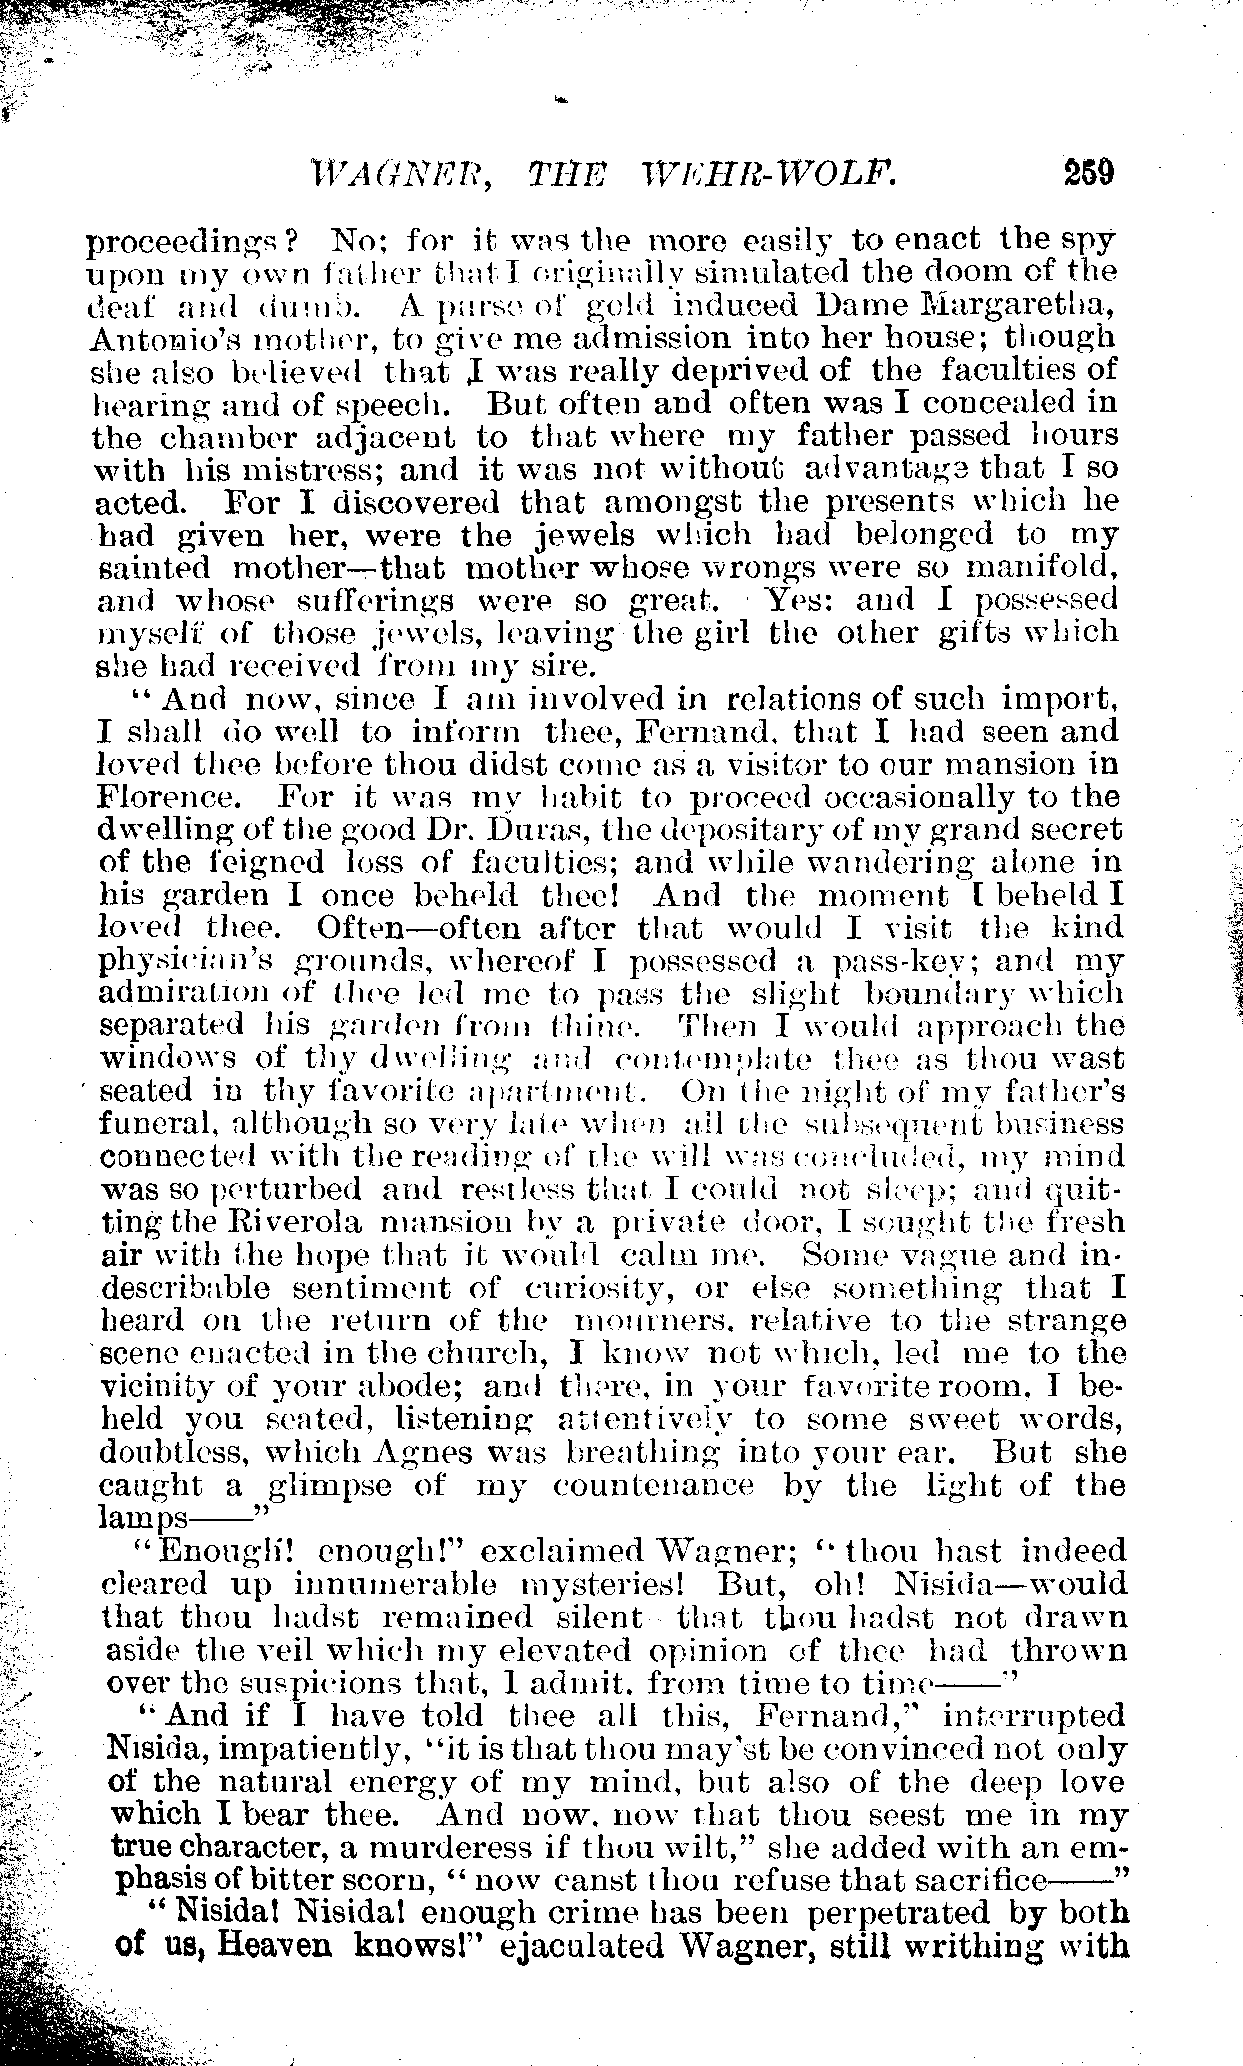 WAGNER, THE WEHR-WOLF. 259
proceedings? No; for it was the more easily to enact the spy
upon my own father that I originally simulated the doom of the
deaf and dumb. A purse of gold induced Dame Margaretha,
Antonio's mother, to give me admission into her house; though
she also believed that I was really deprived of the faculties of
hearing and of speech. But often and often was I concealed in
the chamber adjacent to that where my father passed hours
with his mistress; and it was not without advantage that I so
acted. For I discovered that amongst the presents which he
had given her, were the jewels which had belonged to my
sainted mother—that mother whose wrongs were so manifold,
and whose sufferings were so great. Yes: and I possessed
myself of those jewels, leaving the girl the other gifts which
she had received from my sire.
"And now, since I am involved in relations of such import,
I shall do well to inform thee, Fernand, that I had seen and
loved thee before thou didst come as a visitor to our mansion in
Florence. For it was my habit to proceed occasionally to the
dwelling of the good Dr. Duras, the depositary of my grand secret
of the feigned loss of faculties; and while wandering alone in
his garden I once beheld thee! And the moment I beheld I
loved thee. Often—often after that would I visit the kind
physician's grounds, whereof I possessed a pass-key; and my
admiration of thee led me to pass the slight boundary which
separated his garden from thine. Then I would approach the
windows of thy dwelling and contemplate thee as thou wast
seated in thy favorite apartment. On the night of my father's
funeral, although so very late when all the subsequent business
connected with the reading of the will was concluded, my mind
was so perturbed and restless that I could not sleep; and quit-
ting the Riverola mansion by a private door, I sought the fresh
air with the hope that it would calm me. Some vague and in-
describable sentiment of curiosity, or else something that I
heard on the return of the mourners, relative to the strange
scene enacted in the church, I know not which, led me to the
vicinity of your abode; and there, in your favorite room, I be-
held you seated, listening attentively to some sweet words,
doubtless, which Agnes was breathing into your ear. But she
caught a glimpse of my countenance by the light of the
lamps——"
"Enough! enough!" exclaimed Wagner; "thou hast indeed
cleared up innumerable mysteries! But, oh! Nisida—would
that thou hadst remained silent that thou hadst not drawn
aside the veil which my elevated opinion of thee had thrown
over the suspicions that, I admit, from time to time——"
"And if I have told thee all this, Fernand," interrupted
Nisida, impatiently, "it is that thou may'st be convinced not only
of the natural energy of my mind, but also of the deep love
which I bear thee. And now, now that thou seest me in my
true character, a murderess if thou wilt," she added with an em-
phasis of bitter scorn, "now canst thou refuse that sacrifice——"
"Nisida! Nisida! enough crime has been perpetrated by both
of us, Heaven knows!" ejaculated Wagner, still writhing with